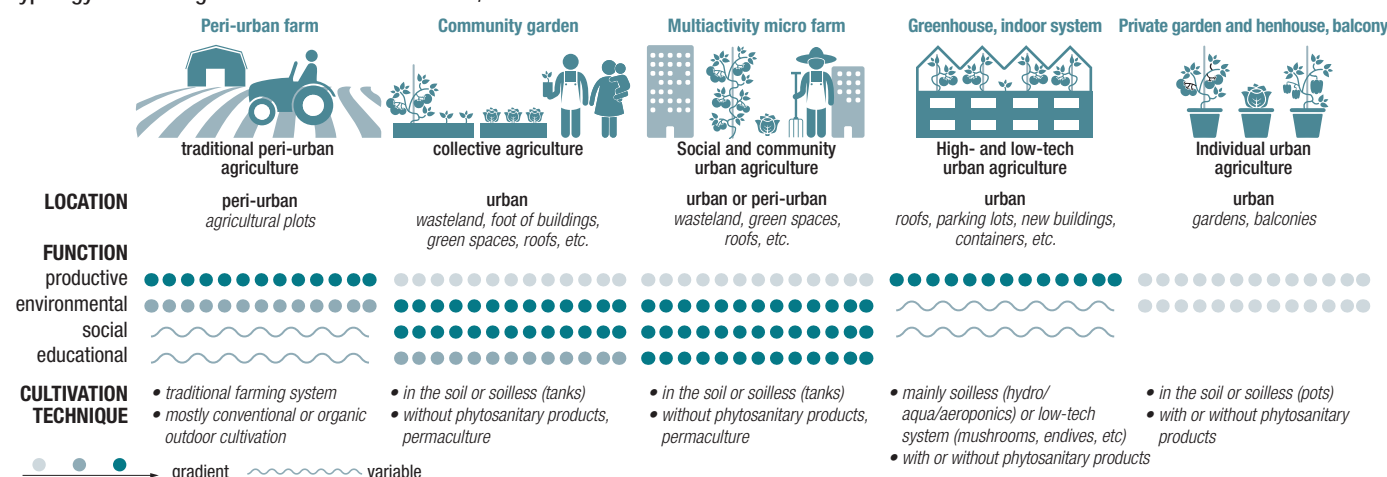 Peri-urban farm
Community garden
Multiactivity micro farm
Greenhouse, indoor system
Private garden and henhouse, balcony
traditional peri-urban
agriculture
collective agriculture
Social and community
urban agriculture
High- and low-tech
urban agriculture
Individual urban
agriculture
LOCATION
peri-urban
agricultural plots
urban
wasteland, foot of buildings,
green spaces, roofs, etc.
urban or peri-urban
wasteland, green spaces,
roofs, etc.
urban
roofs, parking lots, new buildings,
containers, etc.
urban
gardens, balconies
FUNCTION
productive
environmental
social
educational
CULTIVATION
TECHNIQUE
• traditional farming system
• mostly conventional or organic
outdoor cultivation
• in the soil or soilless (tanks)
• without phytosanitary products,
permaculture
• in the soil or soilless (tanks)
• without phytosanitary products,
permaculture
• mainly soilless (hydro/
aqua/aeroponics) or low-tech
system (mushrooms, endives, etc)
• with or without phytosanitary products
• in the soil or soilless (pots)
• with or without phytosanitary
products
gradient
variable